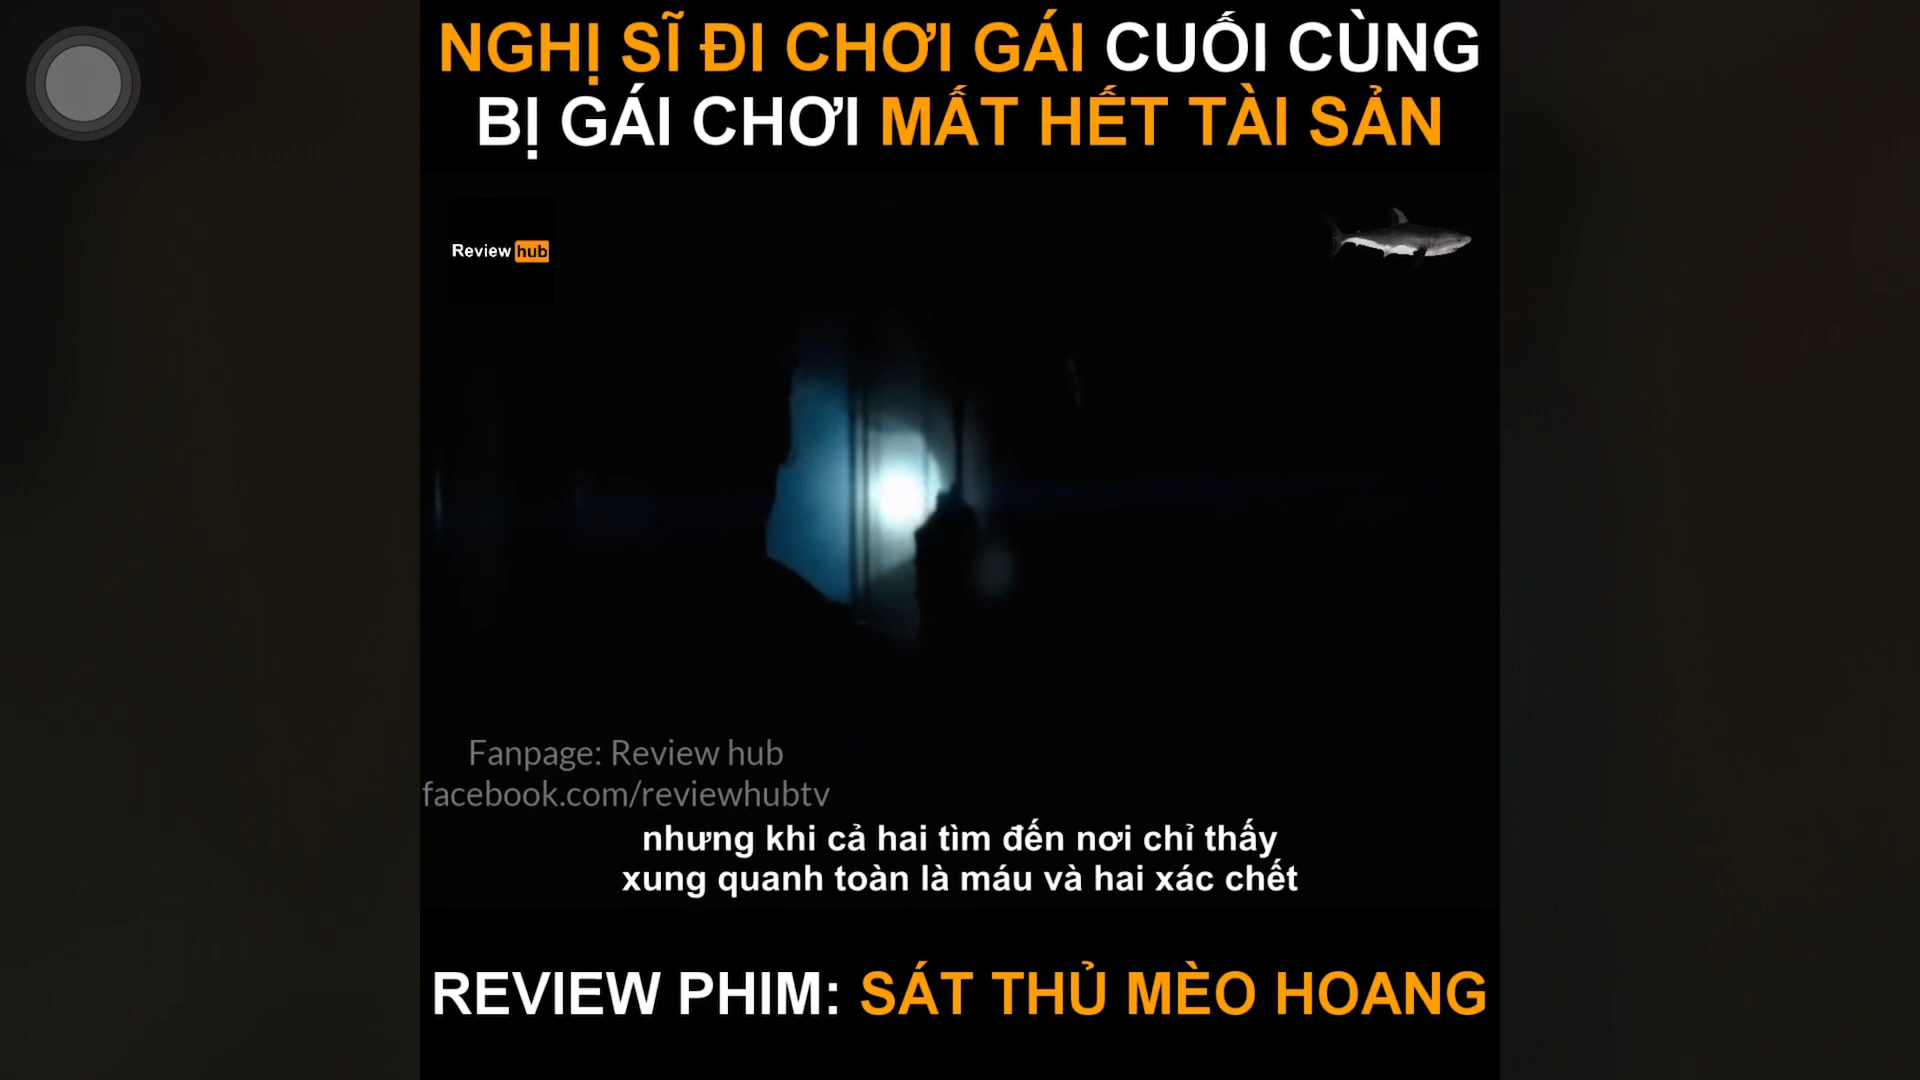 NGHỊ SĨ ĐI CHƠI GÁI CUỐI CÙNG
BỊ GÁI CHƠI MẤT HẾT TÀI SẢN
Review hub
Fanpage: Review hub
facebook.com/reviewhubtv
nhưng khi cả hai tìm đến nơi chỉ thấy
xung quanh toàn là máu và hai xác chết
REVIEW PHIM: SÁT THỦ MÈO HOANG